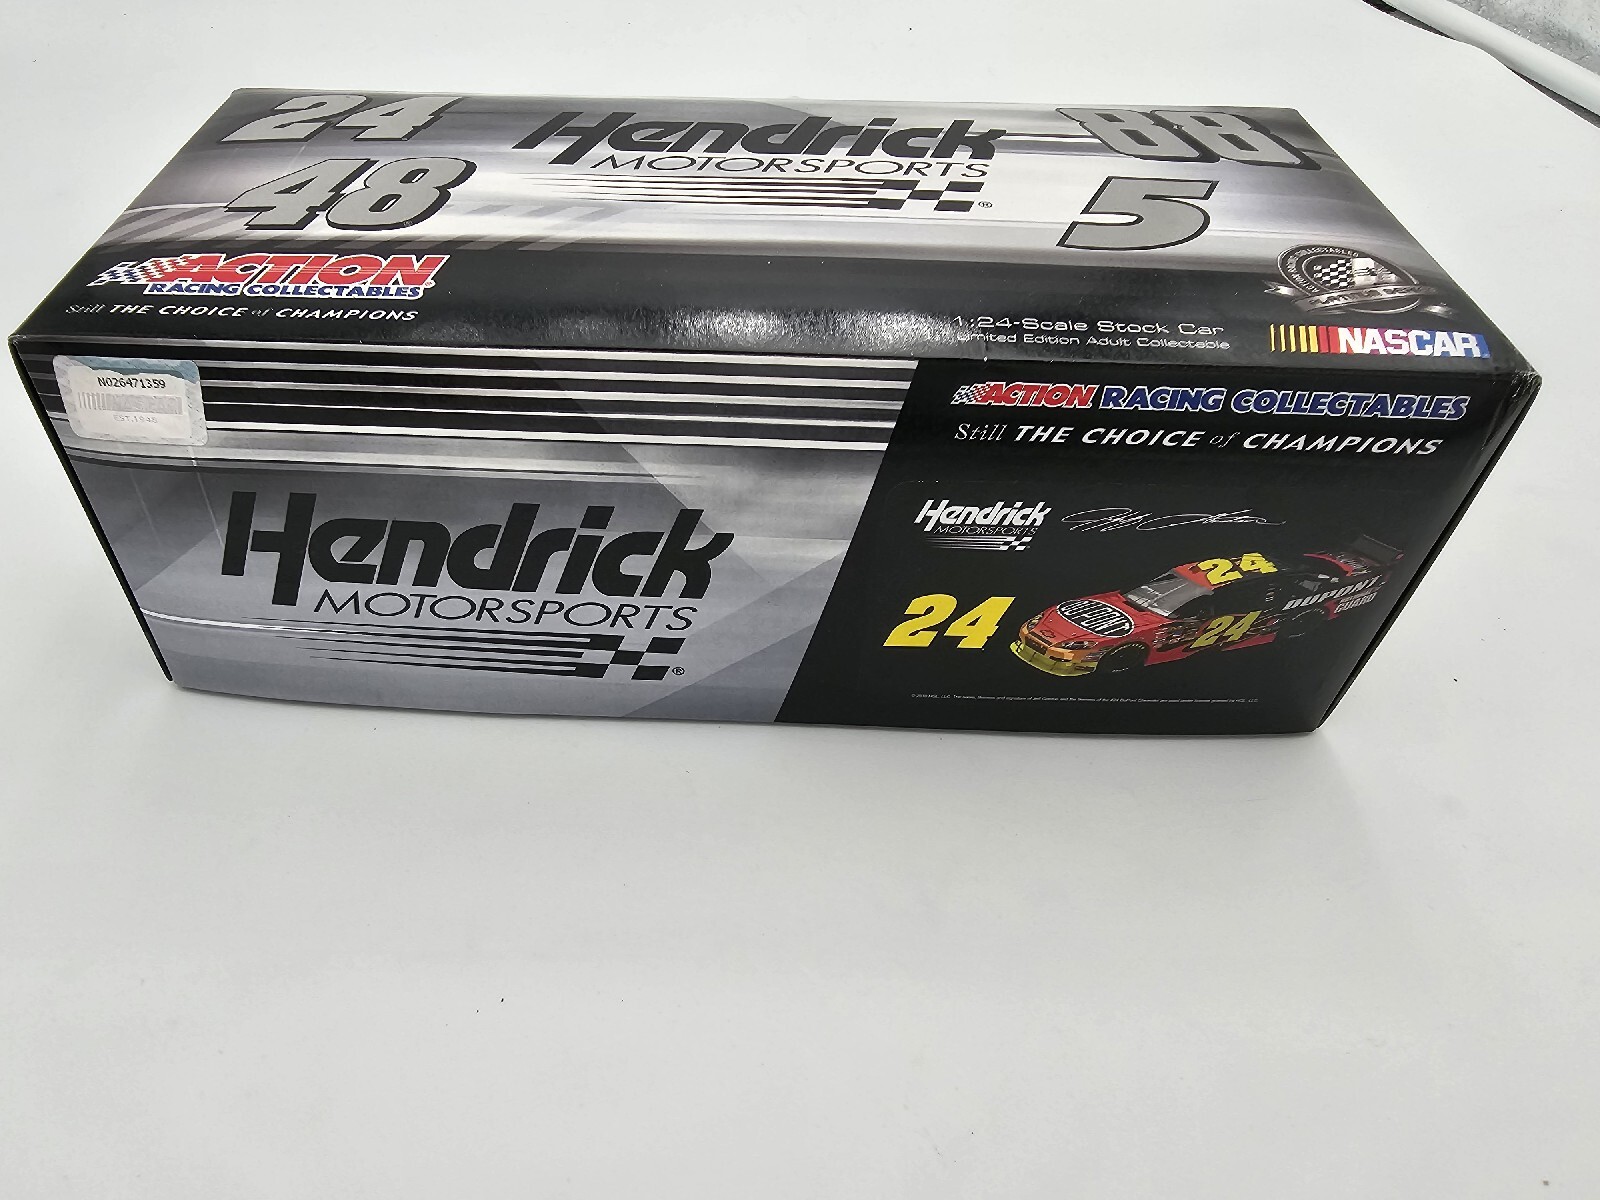 24
Hendrick
MOTORSPORTS
®
88
48
5
ACTION
RACING COLLECTABLES
Still THE CHOICE of CHAMPIONS
1:24-Scale Stock Car
Limited Edition Adult Collectable
NASCAR
N026471359
EST.1948
Hendrick
MOTORSPORTS
®
ACTION RACING COLLECTABLES
Still THE CHOICE of CHAMPIONS
Hendrick
MOTORSPORTS
24
24
DUPONT
24
DUPONT
GUARD